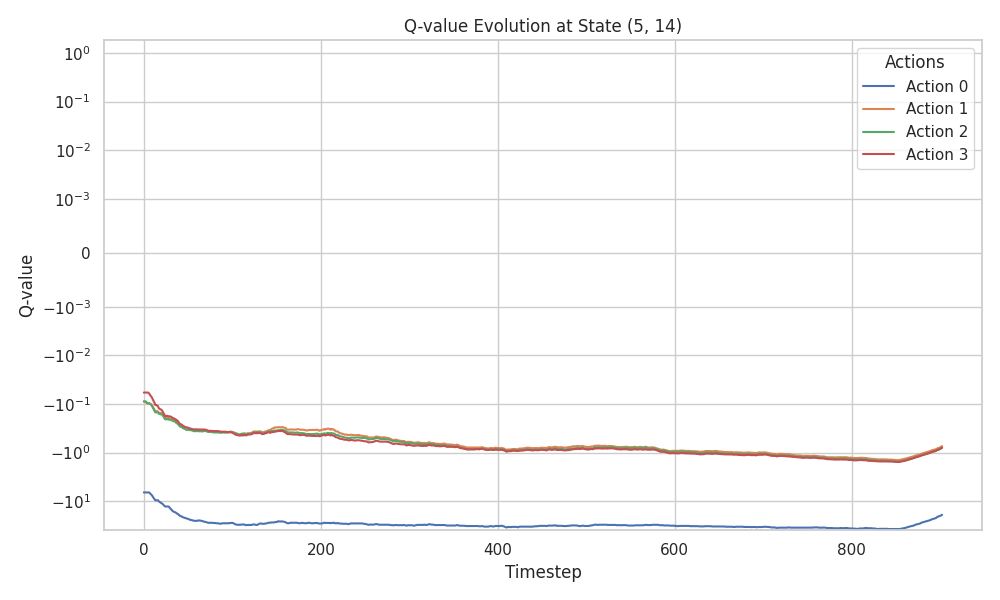 Q-value Evolution at State (5, 14)
Q-value
10⁰
10⁻¹
10⁻²
10⁻³
0
−10⁻³
−10⁻²
−10⁻¹
−10⁰
−10¹
Actions
Action 0
Action 1
Action 2
Action 3
0 200 400 600 800
Timestep